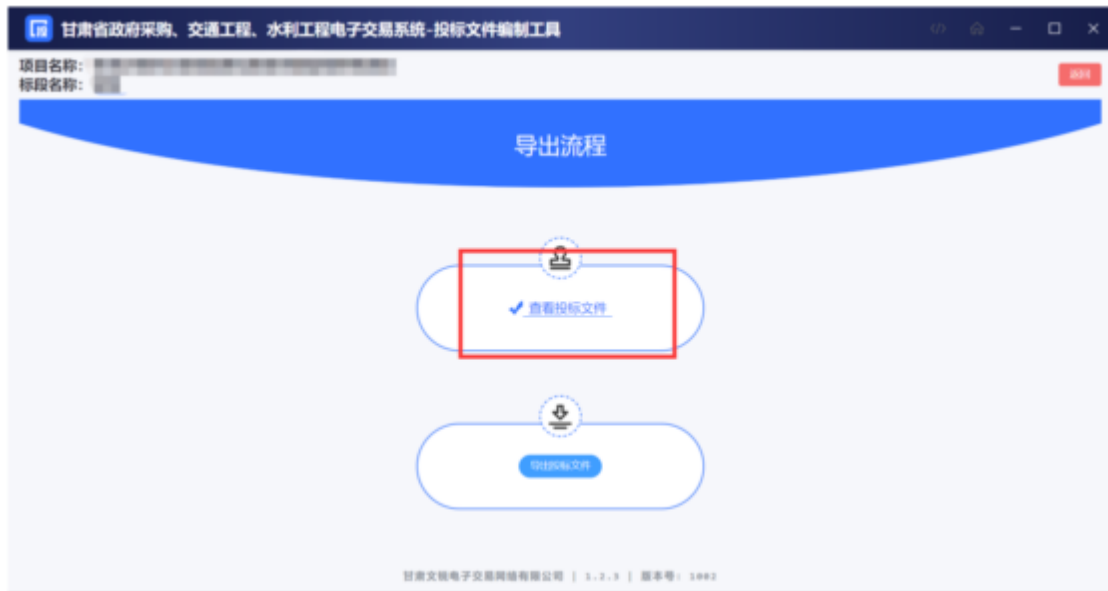 甘肃省政府采购、交通工程、水利工程电子交易系统-投标文件编制工具
项目名称：
标段名称：
返回
导出流程
查看投标文件
导出投标文件
甘肃文锐电子交易网络有限公司 | 1.2.3 | 版本号: 1002